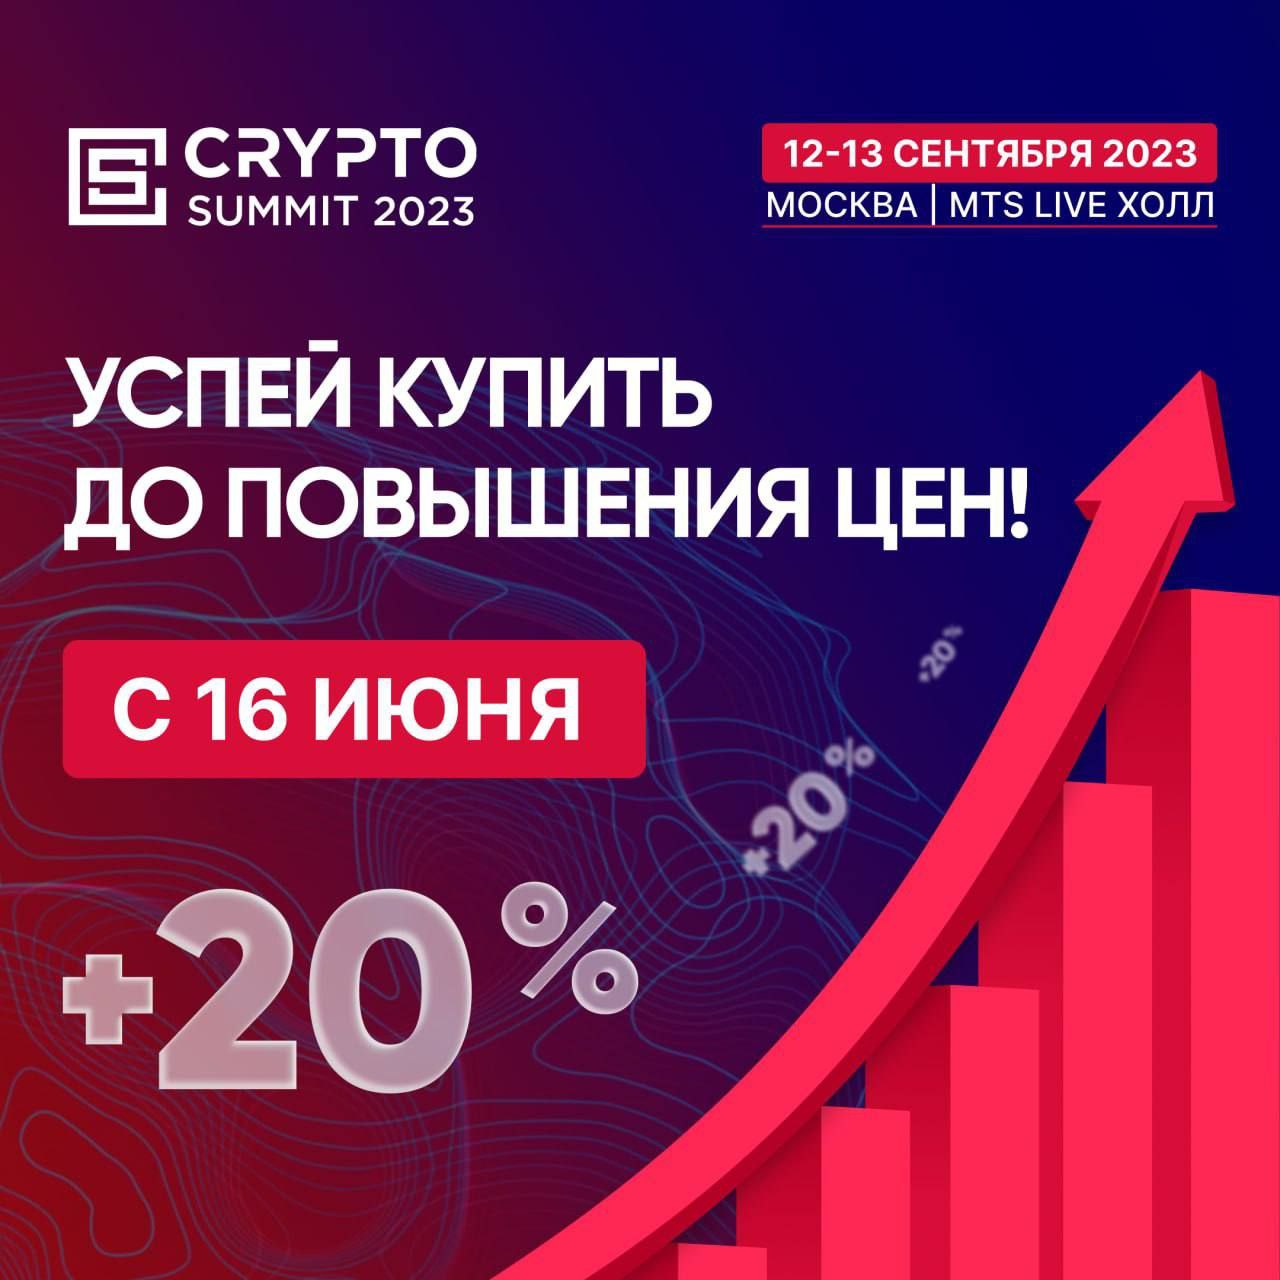 CRYPTO
SUMMIT 2023
12-13 СЕНТЯБРЯ 2023
МОСКВА | MTS LIVE ХОЛЛ
УСПЕЙ КУПИТЬ
ДО ПОВЫШЕНИЯ ЦЕН!
С 16 ИЮНЯ
+20%
+20%
+20%